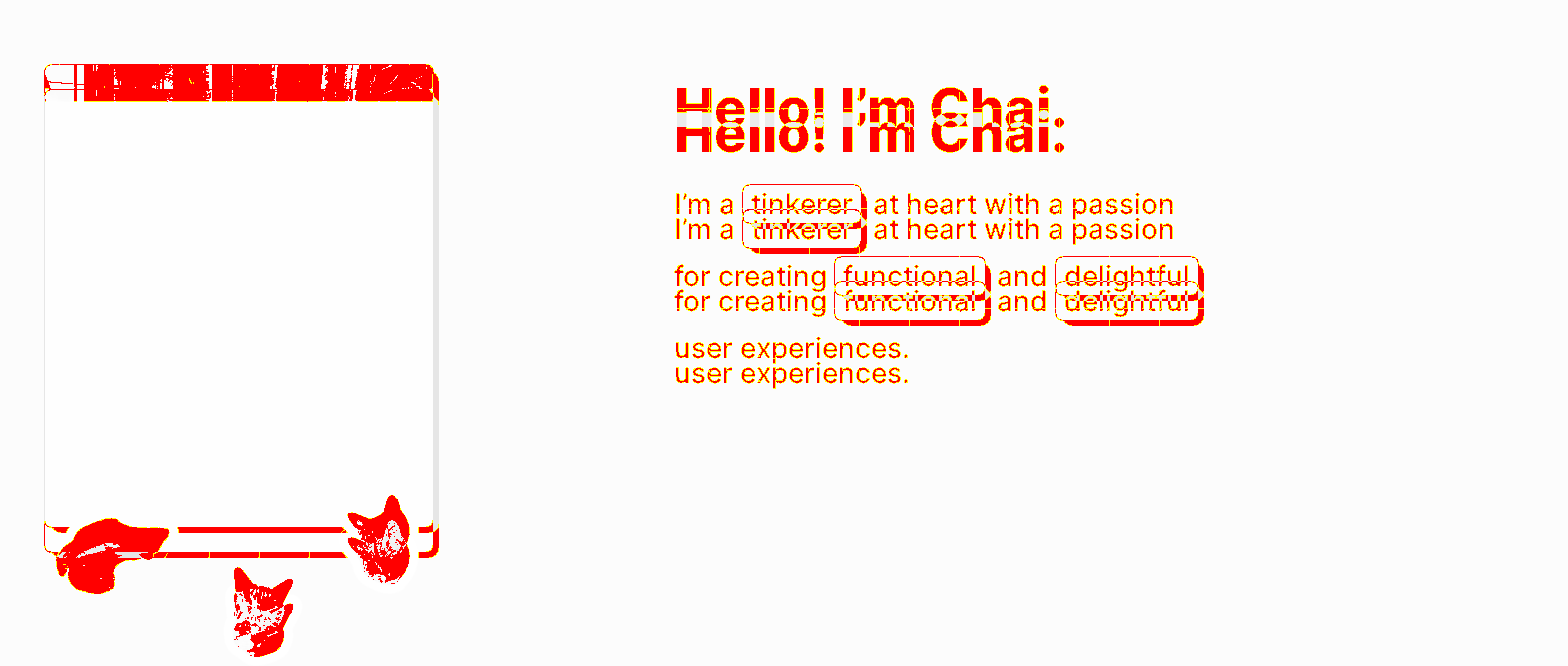 Hello! I'm Chai.
Hello! I'm Chai.
I'm a tinkerer at heart with a passion
I'm a tinkerer at heart with a passion
for creating functional and delightful
for creating functional and delightful
user experiences.
user experiences.